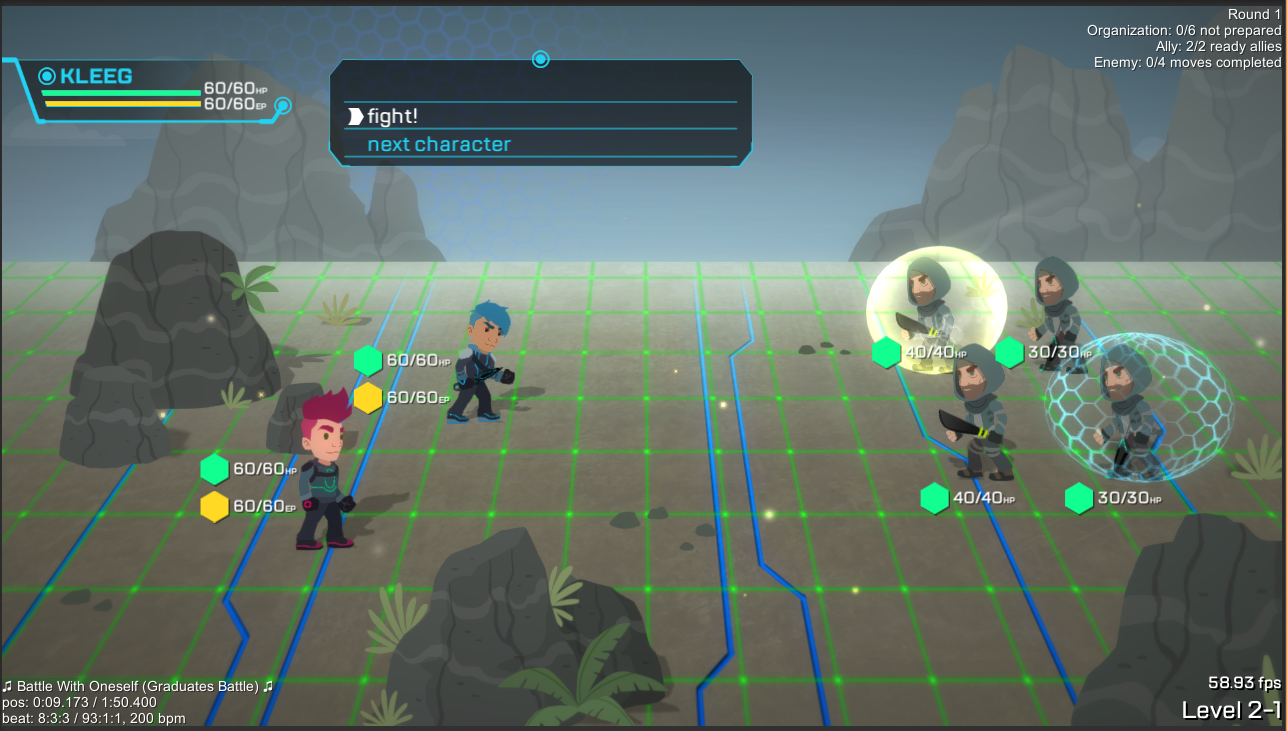 Round 1
Organization: 0/6 not prepared
Ally: 2/2 ready allies
Enemy: 0/4 moves completed
KLEEG
60/60HP
60/60EP
fight!
next character
60/60HP
60/60EP
60/60HP
60/60EP
40/40HP
30/30HP
40/40HP
30/30HP
♫ Battle With Oneself (Graduates Battle) ♫
pos: 0:09.173 / 1:50.400
beat: 8:3:3 / 93:1:1, 200 bpm
58.93 fps
Level 2-1